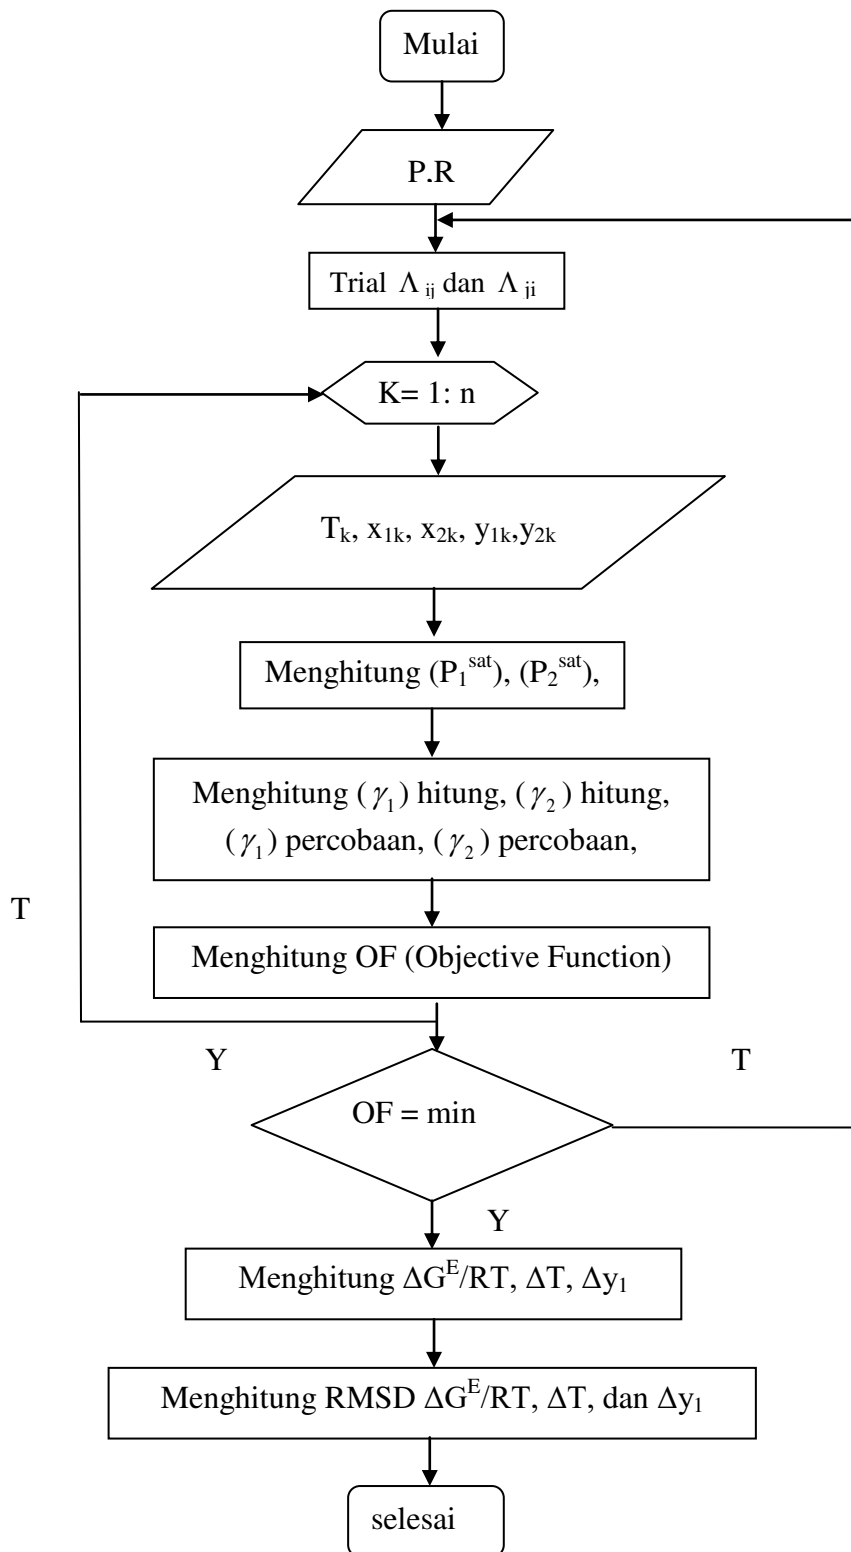 Mulai
P.R
Trial Λ ij dan Λ ji
K= 1: n
Tk, x1k, x2k, y1k,y2k
Menghitung (P1sat), (P2sat),
Menghitung (γ1) hitung, (γ2) hitung,
(γ1) percobaan, (γ2) percobaan,
T
Menghitung OF (Objective Function)
Y
T
OF = min
Y
Menghitung ΔGE/RT, ΔT, Δy1
Menghitung RMSD ΔGE/RT, ΔT, dan Δy1
selesai